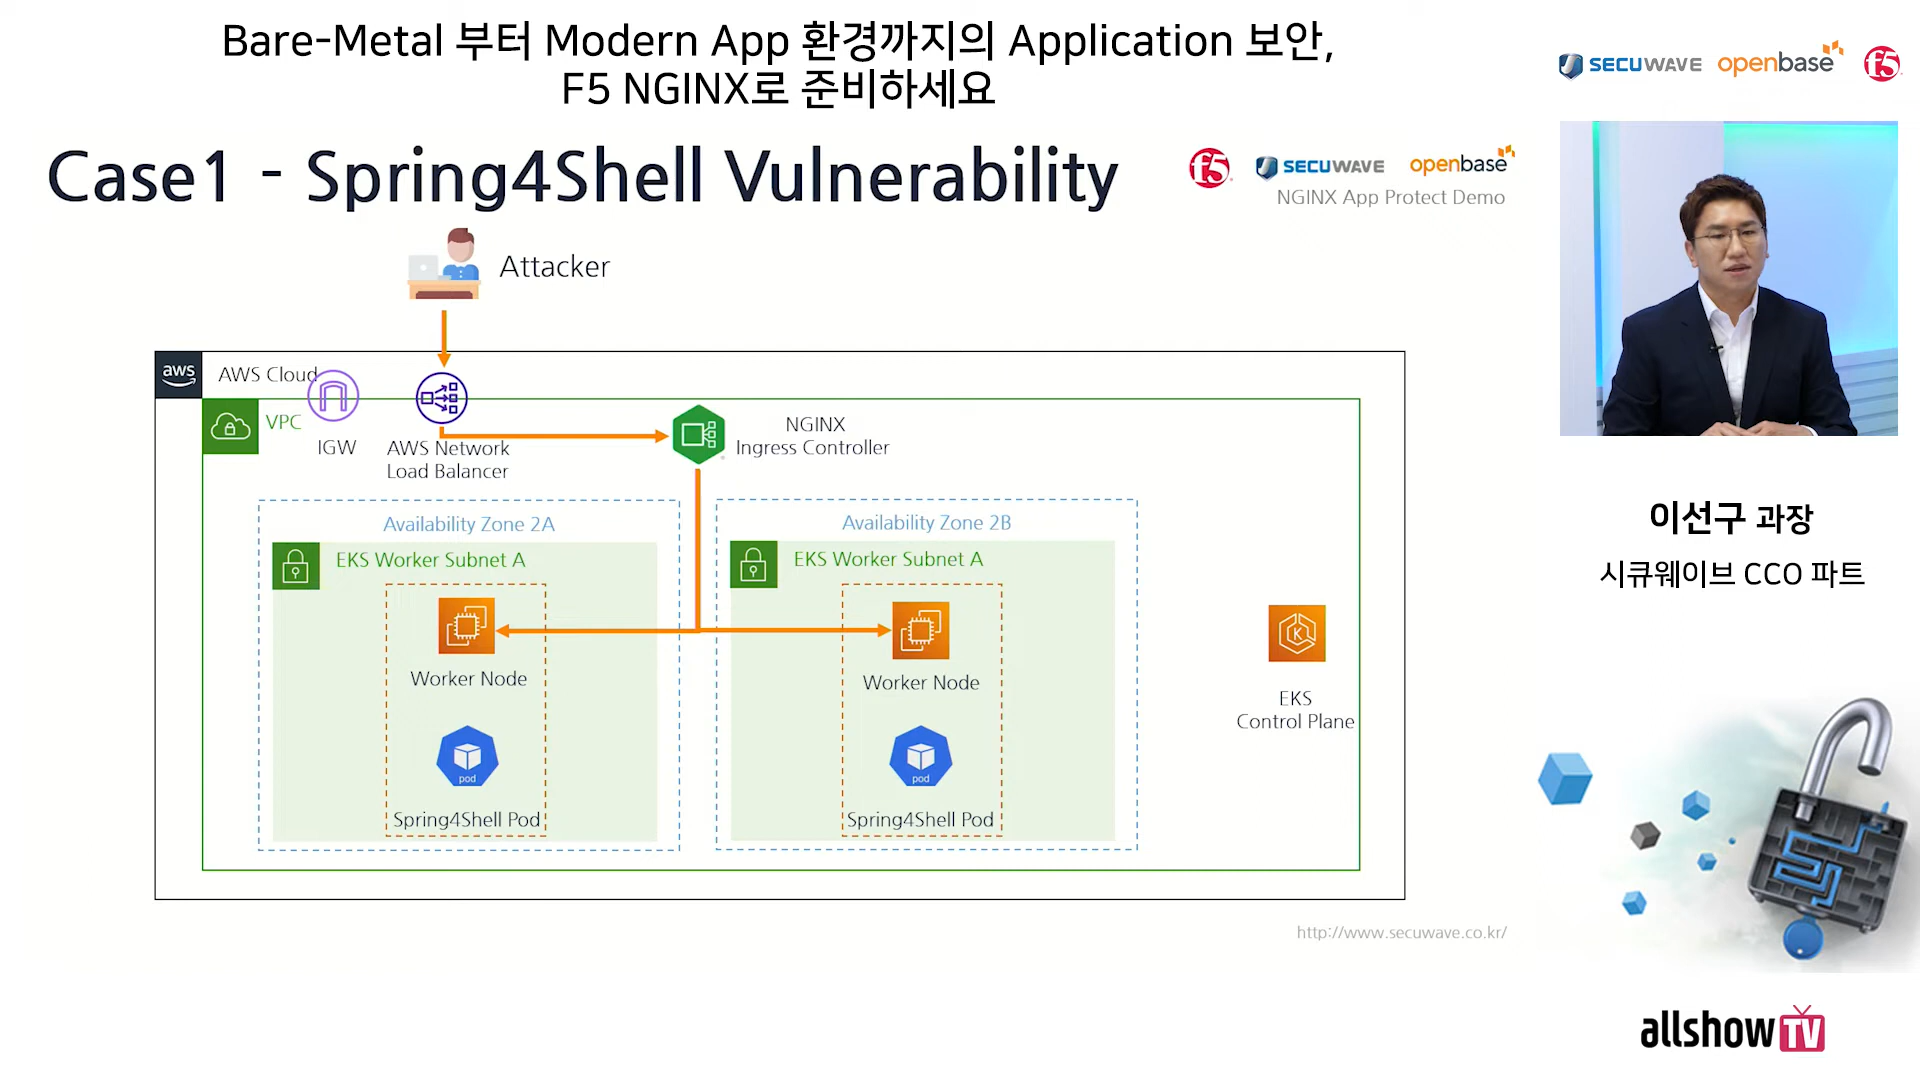 Bare-Metal 부터 Modern App 환경까지의 Application 보안,
F5 NGINX로 준비하세요
SECUWAVE openbase f5
Case1 - Spring4Shell Vulnerability
f5 SECUWAVE openbase
NGINX App Protect Demo
Attacker
aws
AWS Cloud
VPC
IGW
AWS Network
Load Balancer
NGINX
Ingress Controller
Availability Zone 2A
EKS Worker Subnet A
Worker Node
pod
Spring4Shell Pod
Availability Zone 2B
EKS Worker Subnet A
Worker Node
pod
Spring4Shell Pod
K
EKS
Control Plane
http://www.secuwave.co.kr/
이선구 과장
시큐웨이브 CCO 파트
allshowTV